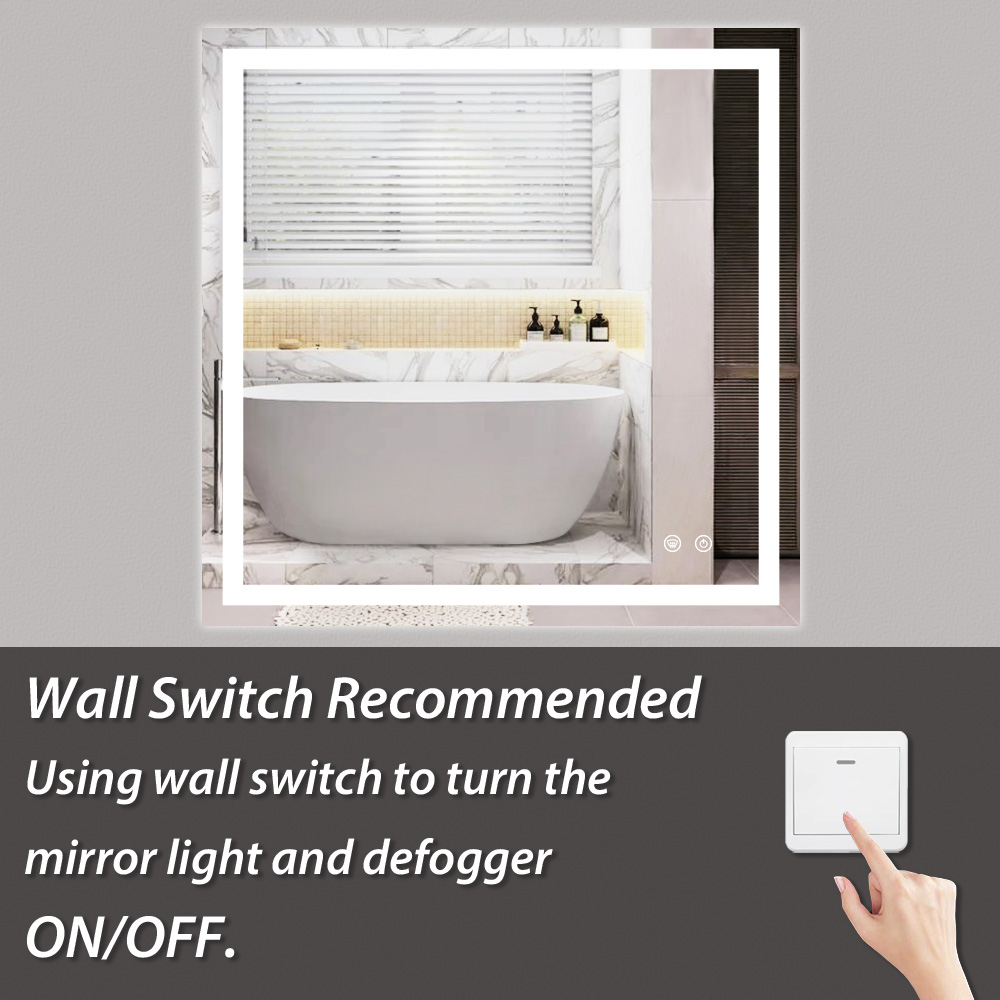 Wall Switch Recommended
Using wall switch to turn the
mirror light and defogger
ON/OFF.